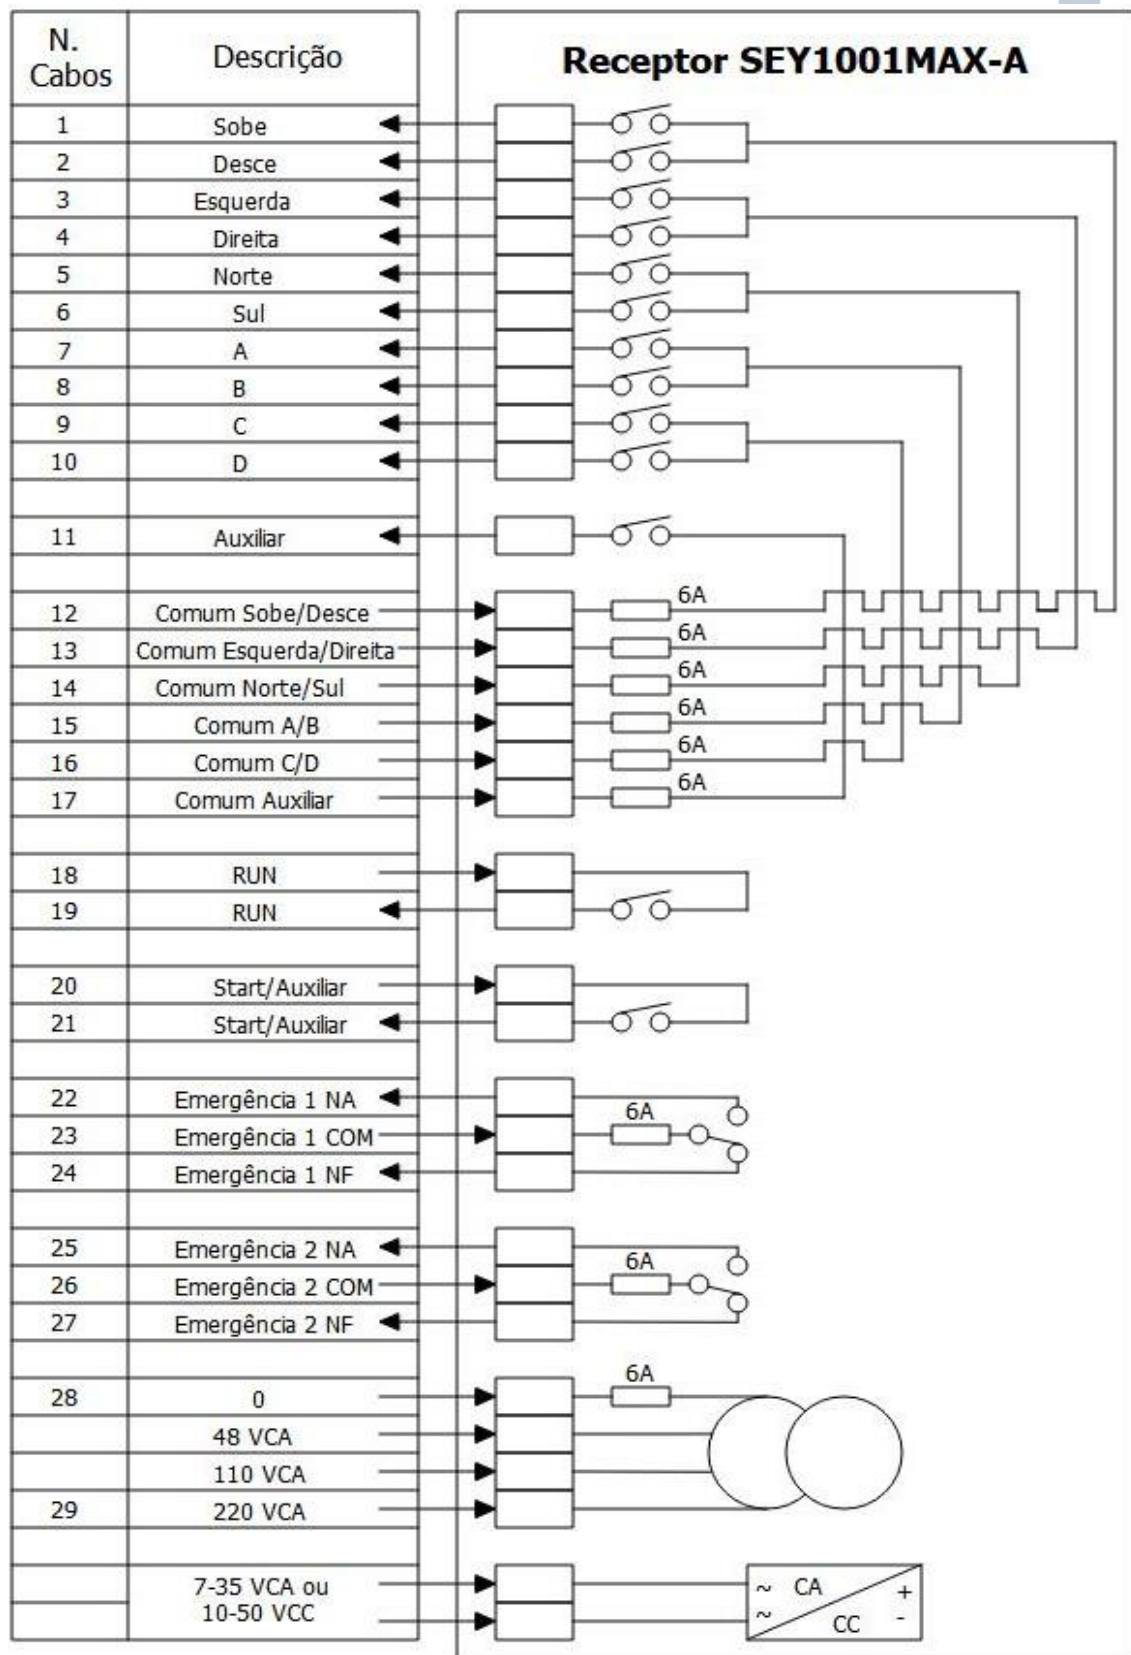 N. Cabos Descrição Receptor SEY1001MAX-A
1 Sobe
2 Desce
3 Esquerda
4 Direita
5 Norte
6 Sul
7 A
8 B
9 C
10 D
11 Auxiliar
12 Comum Sobe/Desce 6A
13 Comum Esquerda/Direita 6A
14 Comum Norte/Sul 6A
15 Comum A/B 6A
16 Comum C/D 6A
17 Comum Auxiliar 6A
18 RUN
19 RUN
20 Start/Auxiliar
21 Start/Auxiliar
22 Emergência 1 NA
23 Emergência 1 COM 6A
24 Emergência 1 NF
25 Emergência 2 NA
26 Emergência 2 COM 6A
27 Emergência 2 NF
28 0 6A
48 VCA
110 VCA
29 220 VCA
7-35 VCA ou ~ CA +
10-50 VCC ~ CC -